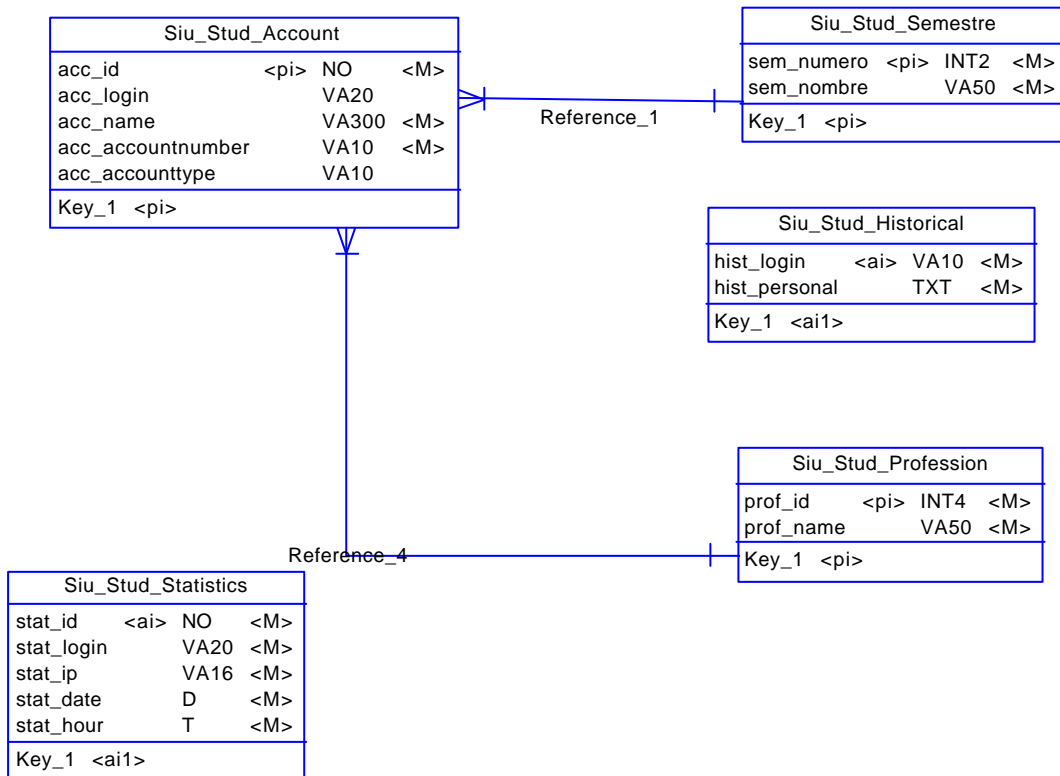 Siu_Stud_Account
acc_id <pi> NO <M>
acc_login VA20
acc_name VA300 <M>
acc_accountnumber VA10 <M>
acc_accounttype VA10
Key_1 <pi>
Reference_1
Siu_Stud_Semestre
sem_numero <pi> INT2 <M>
sem_nombre VA50 <M>
Key_1 <pi>
Siu_Stud_Historical
hist_login <ai> VA10 <M>
hist_personal TXT <M>
Key_1 <ai1>
Siu_Stud_Profession
prof_id <pi> INT4 <M>
prof_name VA50 <M>
Key_1 <pi>
Reference_4
Siu_Stud_Statistics
stat_id <ai> NO <M>
stat_login VA20 <M>
stat_ip VA16 <M>
stat_date D <M>
stat_hour T <M>
Key_1 <ai1>